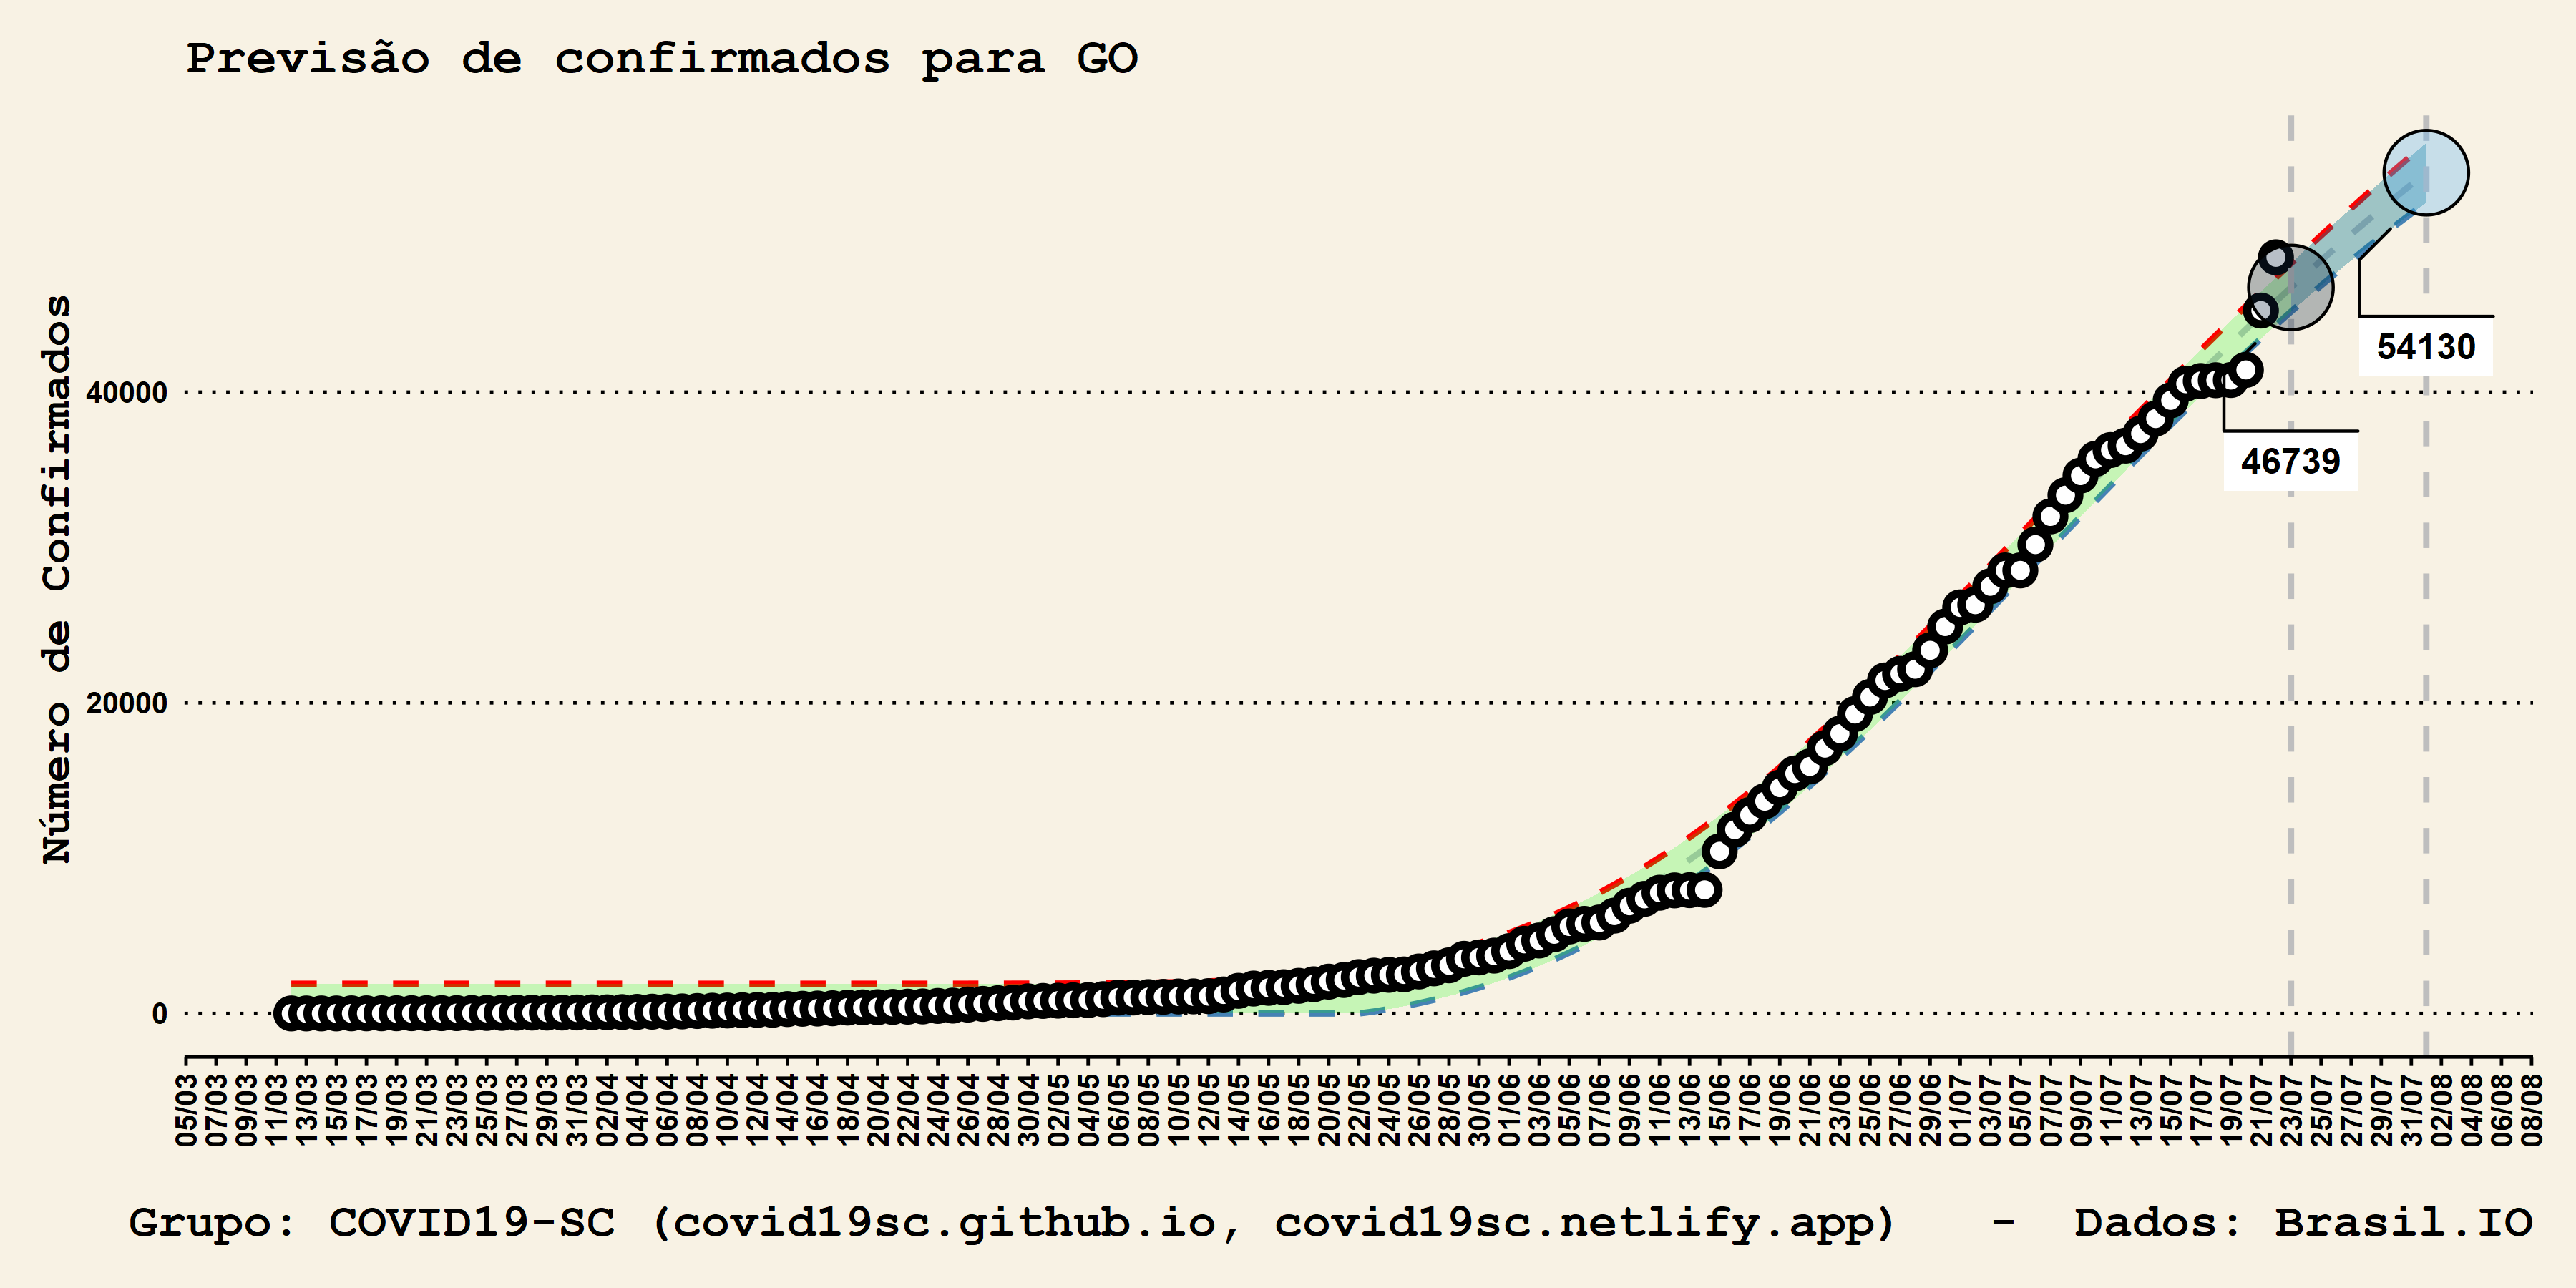 Previsão de confirmados para GO
Número de Confirmados
40000
20000
0
54130
46739
05/03 07/03 09/03 11/03 13/03 15/03 17/03 19/03 21/03 23/03 25/03 27/03 29/03 31/03 02/04 04/04 06/04 08/04 10/04 12/04 14/04 16/04 18/04 20/04 22/04 24/04 26/04 28/04 30/04 02/05 04/05 06/05 08/05 10/05 12/05 14/05 16/05 18/05 20/05 22/05 24/05 26/05 28/05 30/05 01/06 03/06 05/06 07/06 09/06 11/06 13/06 15/06 17/06 19/06 21/06 23/06 25/06 27/06 29/06 01/07 03/07 05/07 07/07 09/07 11/07 13/07 15/07 17/07 19/07 21/07 23/07 25/07 27/07 29/07 31/07 02/08 04/08 06/08 08/08
Grupo: COVID19-SC (covid19sc.github.io, covid19sc.netlify.app) - Dados: Brasil.IO